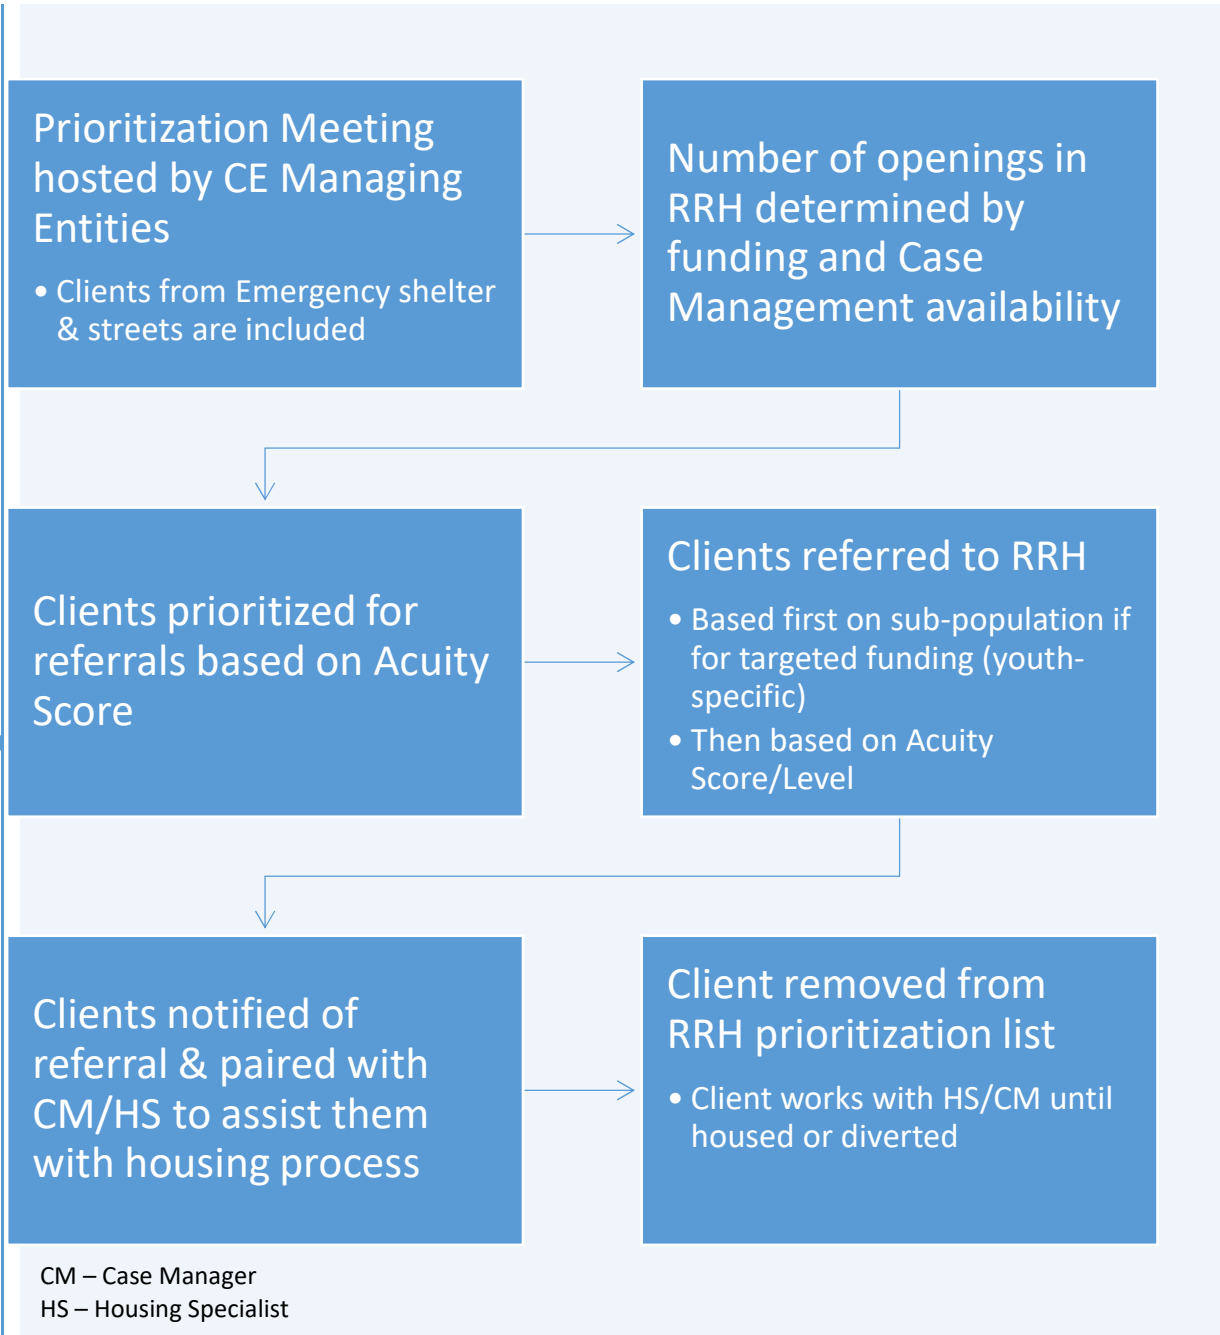 Prioritization Meeting
hosted by CE Managing
Entities
• Clients from Emergency shelter
& streets are included
Number of openings in
RRH determined by
funding and Case
Management availability
Clients prioritized for
referrals based on Acuity
Score
Clients referred to RRH
• Based first on sub-population if
for targeted funding (youth-
specific)
• Then based on Acuity
Score/Level
Clients notified of
referral & paired with
CM/HS to assist them
with housing process
Client removed from
RRH prioritization list
• Client works with HS/CM until
housed or diverted
CM – Case Manager
HS – Housing Specialist